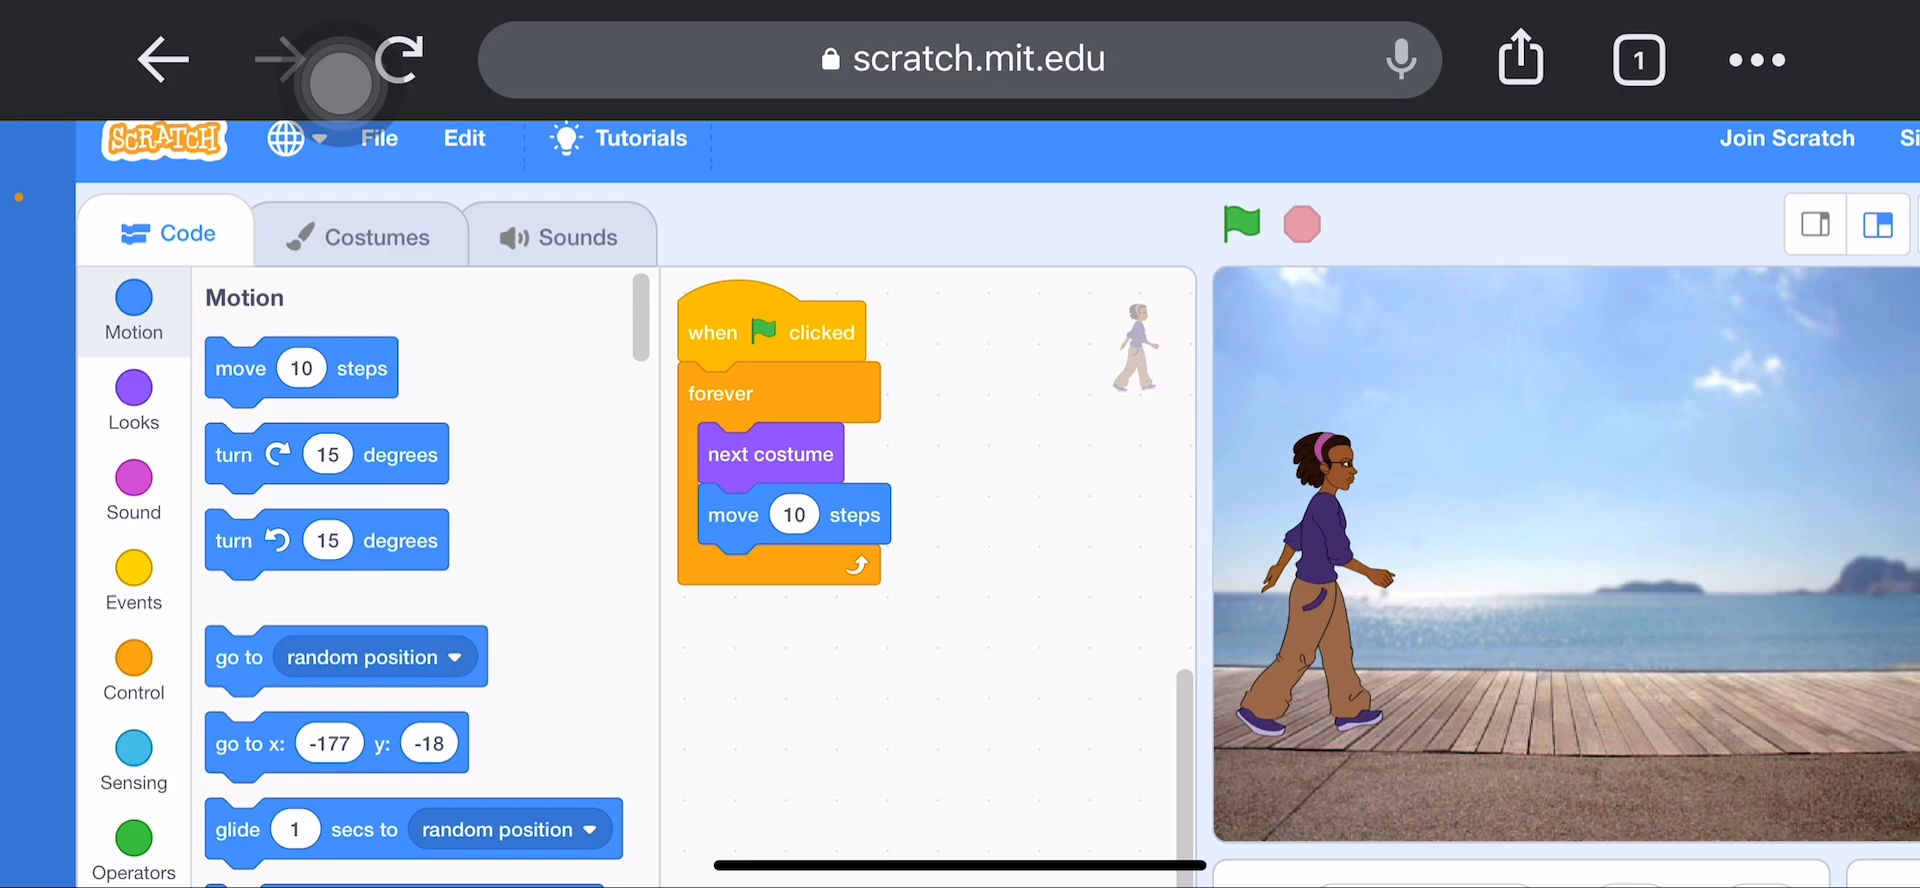 scratch.mit.edu
1
SCRATCH
File
Edit
Tutorials
Join Scratch
Si
Code
Costumes
Sounds
Motion
Looks
Sound
Events
Control
Sensing
Operators
Motion
move 10 steps
turn 15 degrees
turn 15 degrees
go to random position
go to x: -177 y: -18
glide 1 secs to random position
when clicked
forever
next costume
move 10 steps